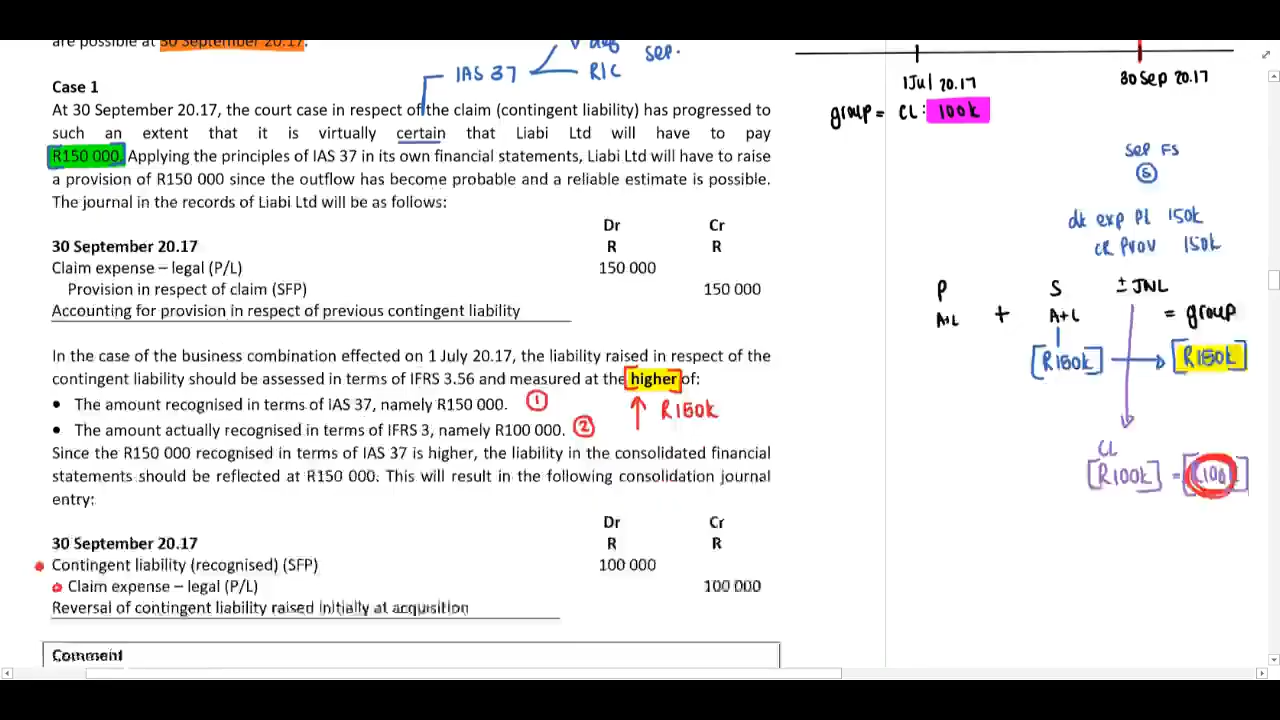 are possible at 30 September 20.17.
IAS 37
R/C
sep.
Case 1
At 30 September 20.17, the court case in respect of the claim (contingent liability) has progressed to
such an extent that it is virtually certain that Liabi Ltd will have to pay
R150 000. Applying the principles of IAS 37 in its own financial statements, Liabi Ltd will have to raise
a provision of R150 000 since the outflow has become probable and a reliable estimate is possible.
The journal in the records of Liabi Ltd will be as follows:
Dr Cr
30 September 20.17 R R
Claim expense – legal (P/L) 150 000
Provision in respect of claim (SFP) 150 000
Accounting for provision in respect of previous contingent liability
In the case of the business combination effected on 1 July 20.17, the liability raised in respect of the
contingent liability should be assessed in terms of IFRS 3.56 and measured at the higher of:
• The amount recognised in terms of IAS 37, namely R150 000. 1
R150k
• The amount actually recognised in terms of IFRS 3, namely R100 000. 2
Since the R150 000 recognised in terms of IAS 37 is higher, the liability in the consolidated financial
statements should be reflected at R150 000. This will result in the following consolidation journal
entry:
Dr Cr
30 September 20.17 R R
Contingent liability (recognised) (SFP) 100 000
Claim expense – legal (P/L) 100 000
Reversal of contingent liability raised initially at acquisition
Comment
1 Jul 20.17 30 Sep 20.17
group = CL: 100k
Sep FS
S
dt exp PL 150k
CR PROV 150k
P S ± JNL
A+L + A+L = group
[R150k] [R150k]
CL
[R100k] = [R100k]